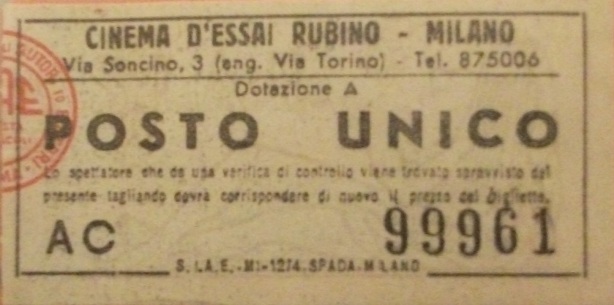 CINEMA D'ESSAI RUBINO - MILANO
Via Soncino, 3 (ang. Via Torino) - Tel. 875006
Dotazione A
POSTO UNICO
Lo spettatore che da una verifica di controllo viene trovato sprovvisto del
presente tagliando dovrà corrispondere di nuovo il prezzo del biglietto.
AC 99961
S.I.A.E. - MI-1274 - SPADA - MILANO